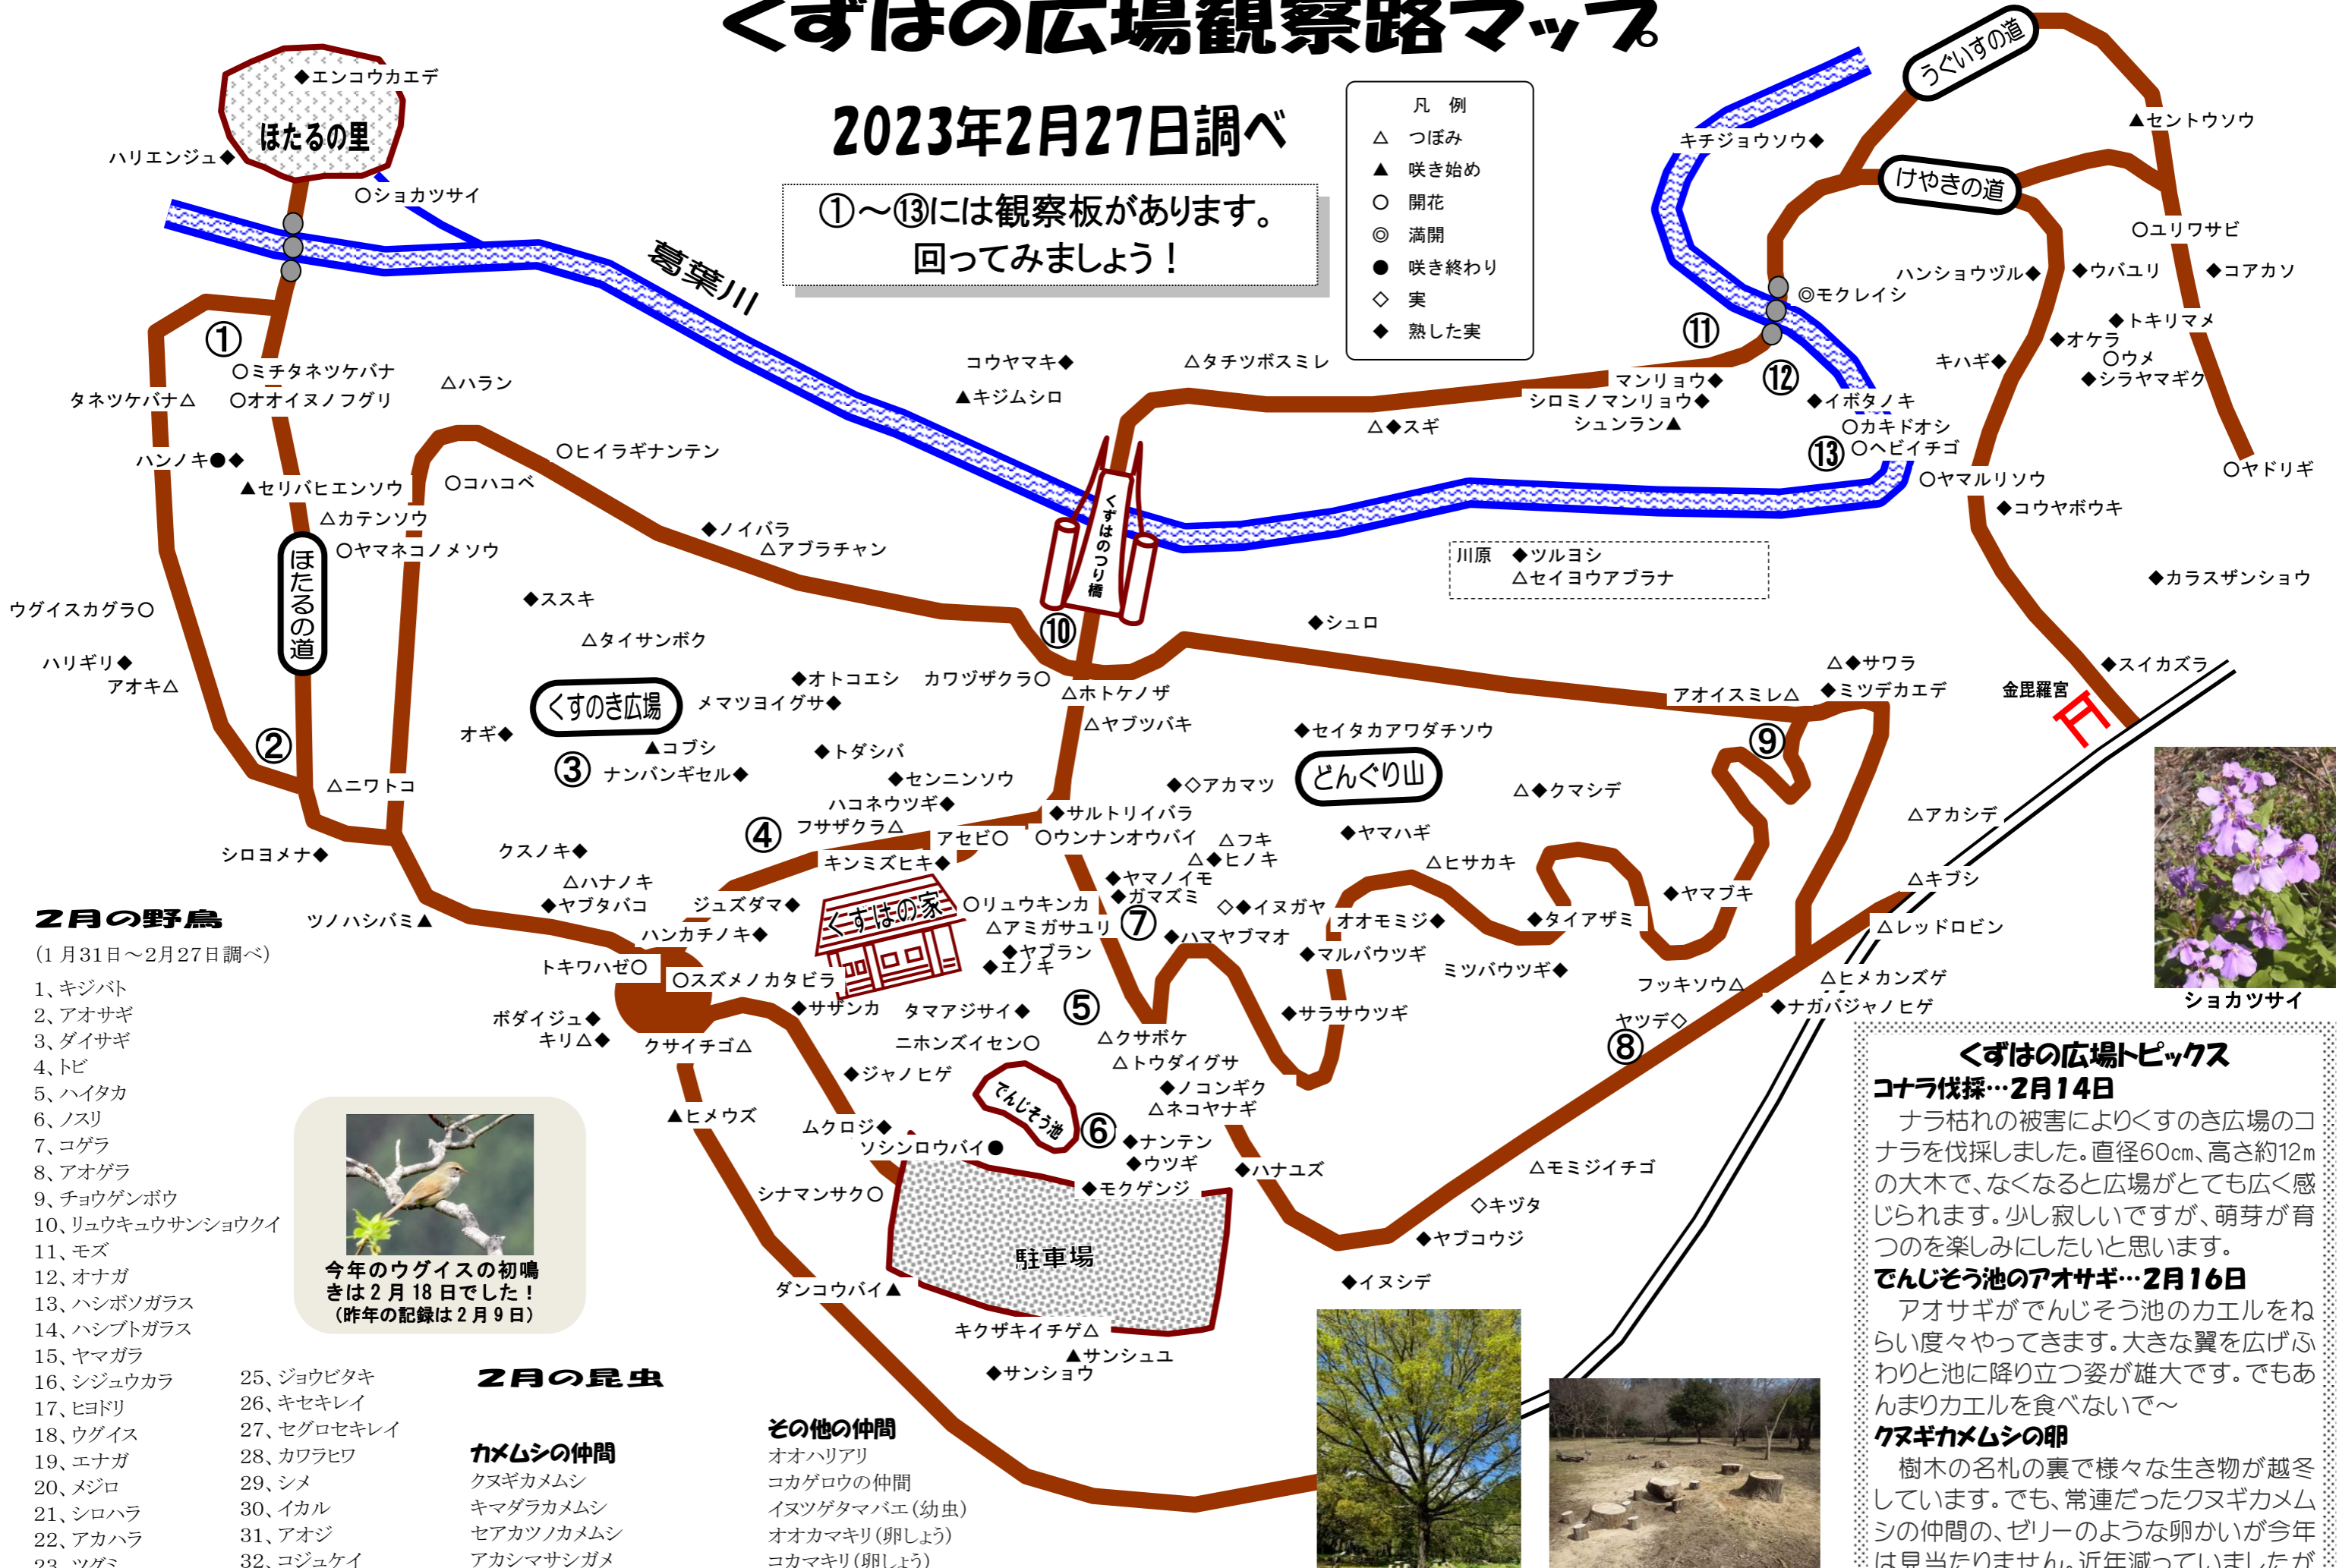 くずはの広場観察路マップ
2023年2月27日調べ
①～⑬には観察板があります。
回ってみましょう！
凡 例
△ つぼみ
▲ 咲き始め
○ 開花
◎ 満開
● 咲き終わり
◇ 実
◆ 熟した実
◆エンコウカエデ
ほたるの里
ハリエンジュ◆
○ショカツサイ
葛葉川
うぐいすの道
▲セントウソウ
キチジョウソウ◆
けやきの道
○ユリワサビ
ハンショウヅル◆
◆ウバユリ
◆コアカソ
◎モクレイシ
⑪
◆トキリマメ
◆オケラ
○ウメ
キハギ◆
◆シラヤマギク
①
○ミチタネツケバナ
△ハラン
タネツケバナ△
○オオイヌノフグリ
コウヤマキ◆
△タチツボスミレ
▲キジムシロ
マンリョウ◆
⑫
シロミノマンリョウ◆
◆イボタノキ
シュンラン▲
△◆スギ
○カキドオシ
⑬
○ヘビイチゴ
ハンノキ●◆
○ヒイラギナンテン
▲セリバヒエンソウ
○コハコベ
○ヤマルリソウ
○ヤドリギ
△カテンソウ
◆コウヤボウキ
○ヤマネコノメソウ
◆ノイバラ
△アブラチャン
くずはのつり橋
川原 ◆ツルヨシ
△セイヨウアブラナ
◆カラスザンショウ
ほたるの道
ウグイスカグラ○
◆ススキ
⑩
◆シュロ
△タイサンボク
ハリギリ◆
アオキ△
◆オトコエシ
カワヅザクラ○
△ホトケノザ
△◆サワラ
◆スイカズラ
アオイスミレ△
◆ミツデカエデ
金毘羅宮
くすのき広場
メマツヨイグサ◆
△ヤブツバキ
◆セイタカアワダチソウ
オギ◆
②
▲コブシ
◆トダシバ
⑨
③
ナンバンギセル◆
◆センニンソウ
◆◇アカマツ
どんぐり山
△◆クマシデ
△ニワトコ
ハコネウツギ◆
◆サルトリイバラ
△アカシデ
④
フサザクラ△
アセビ○
○ウンナンオウバイ
△フキ
◆ヤマハギ
シロヨメナ◆
クスノキ◆
キンミズヒキ◆
△◆ヒノキ
△ヒサカキ
△ハナノキ
◆ヤマノイモ
△キブシ
◆ヤブタバコ
ジュズダマ◆
くずはの家
○リュウキンカ
◆ガマズミ
◇◆イヌガヤ
◆ヤマブキ
ツノハシバミ▲
△アミガサユリ
⑦
オオモミジ◆
◆タイアザミ
△レッドロビン
ハンカチノキ◆
◆ハマヤブマオ
◆ヤブラン
◆マルバウツギ
トキワハゼ○
◆エノキ
ミツバウツギ◆
○スズメノカタビラ
フッキソウ△
△ヒメカンズゲ
◆サザンカ
タマアジサイ◆
⑤
◆サラサウツギ
◆ナガバジャノヒゲ
ボダイジュ◆
ヤツデ◇
キリ△◆
クサイチゴ△
ニホンズイセン○
△クサボケ
⑧
△トウダイグサ
◆ジャノヒゲ
でんじそう池
◆ノコンギク
▲ヒメウズ
△ネコヤナギ
ムクロジ◆
⑥
◆ナンテン
ソシンロウバイ●
◆ウツギ
◆ハナユズ
△モミジイチゴ
シナマンサク○
◆モクゲンジ
◇キヅタ
◆ヤブコウジ
駐車場
◆イヌシデ
ダンコウバイ▲
キクザキイチゲ△
▲サンシュユ
◆サンショウ
2月の野鳥
(1月31日～2月27日調べ)
1、キジバト
2、アオサギ
3、ダイサギ
4、トビ
5、ハイタカ
6、ノスリ
7、コゲラ
8、アオゲラ
9、チョウゲンボウ
10、リュウキュウサンショウクイ
11、モズ
12、オナガ
13、ハシボソガラス
14、ハシブトガラス
15、ヤマガラ
16、シジュウカラ
17、ヒヨドリ
18、ウグイス
19、エナガ
20、メジロ
21、シロハラ
22、アカハラ
23、ツグミ
25、ジョウビタキ
26、キセキレイ
27、セグロセキレイ
28、カワラヒワ
29、シメ
30、イカル
31、アオジ
32、コジュケイ
今年のウグイスの初鳴
きは2月18日でした！
(昨年の記録は2月9日)
2月の昆虫
カメムシの仲間
クヌギカメムシ
キマダラカメムシ
セアカツノカメムシ
アカシマサシガメ
その他の仲間
オオハリアリ
コカゲロウの仲間
イヌツゲタマバエ(幼虫)
オオカマキリ(卵しょう)
コカマキリ(卵しょう)
ショカツサイ
くずはの広場トピックス
コナラ伐採…2月14日
ナラ枯れの被害によりくすのき広場のコ
ナラを伐採しました。直径60㎝、高さ約12m
の大木で、なくなると広場がとても広く感
じられます。少し寂しいですが、萌芽が育
つのを楽しみにしたいと思います。
でんじそう池のアオサギ…2月16日
アオサギがでんじそう池のカエルをね
らい度々やってきます。大きな翼を広げふ
わりと池に降り立つ姿が雄大です。でもあ
んまりカエルを食べないで～
クヌギカメムシの卵
樹木の名札の裏で様々な生き物が越冬
しています。でも、常連だったクヌギカメム
シの仲間の、ゼリーのような卵かいが今年
は見当たりません。近年減っていましたが